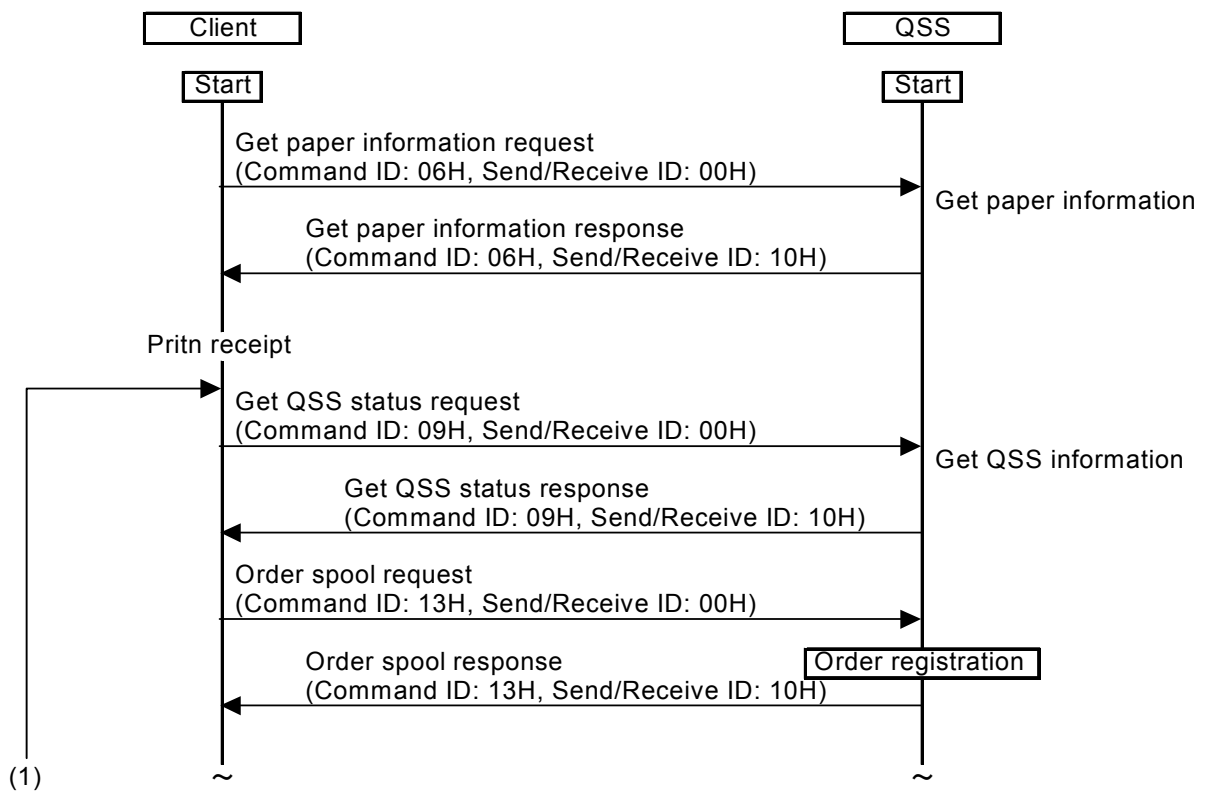 Client
QSS
Start
Start
Get paper information request
(Command ID: 06H, Send/Receive ID: 00H)
Get paper information
Get paper information response
(Command ID: 06H, Send/Receive ID: 10H)
Pritn receipt
Get QSS status request
(Command ID: 09H, Send/Receive ID: 00H)
Get QSS information
Get QSS status response
(Command ID: 09H, Send/Receive ID: 10H)
Order spool request
(Command ID: 13H, Send/Receive ID: 00H)
Order registration
Order spool response
(Command ID: 13H, Send/Receive ID: 10H)
(1)
~
~